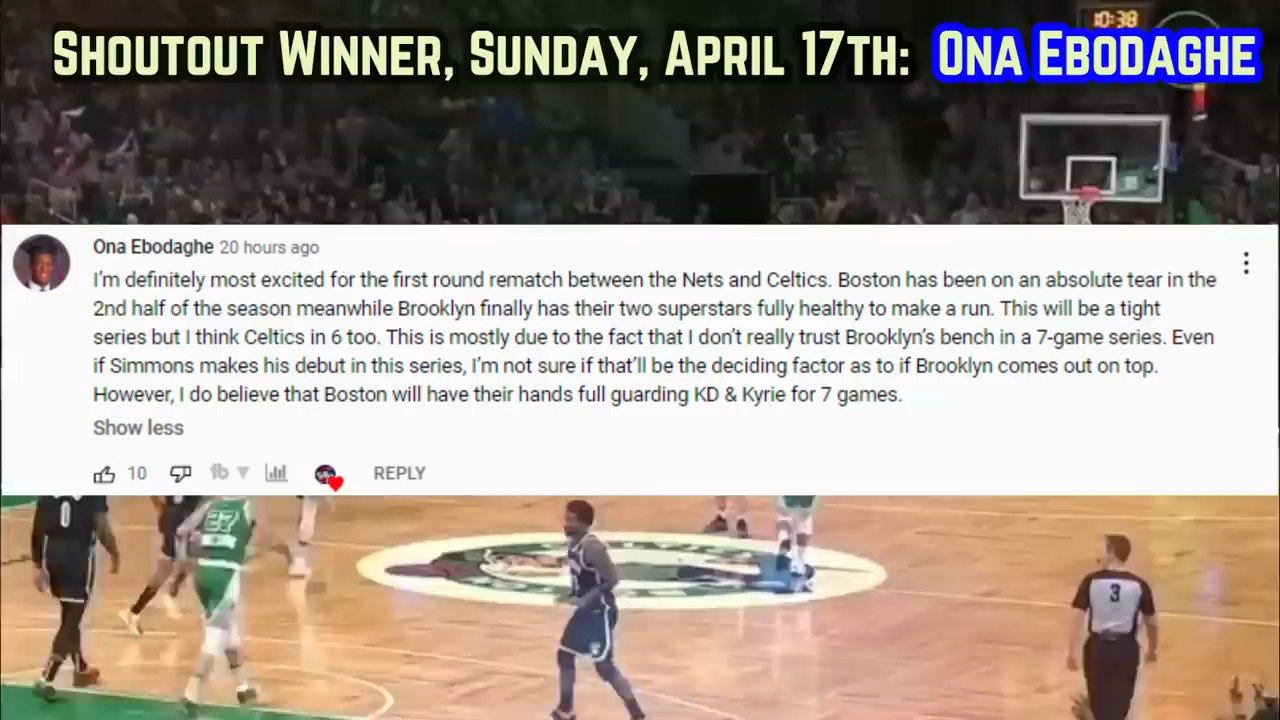 10:38
SHOUTOUT WINNER, SUNDAY, APRIL 17TH: ONA EBODAGHE
Ona Ebodaghe 20 hours ago
I'm definitely most excited for the first round rematch between the Nets and Celtics. Boston has been on an absolute tear in the
2nd half of the season meanwhile Brooklyn finally has their two superstars fully healthy to make a run. This will be a tight
series but I think Celtics in 6 too. This is mostly due to the fact that I don't really trust Brooklyn's bench in a 7-game series. Even
if Simmons makes his debut in this series, I'm not sure if that'll be the deciding factor as to if Brooklyn comes out on top.
However, I do believe that Boston will have their hands full guarding KD & Kyrie for 7 games.
Show less
10 fb REPLY
0
3